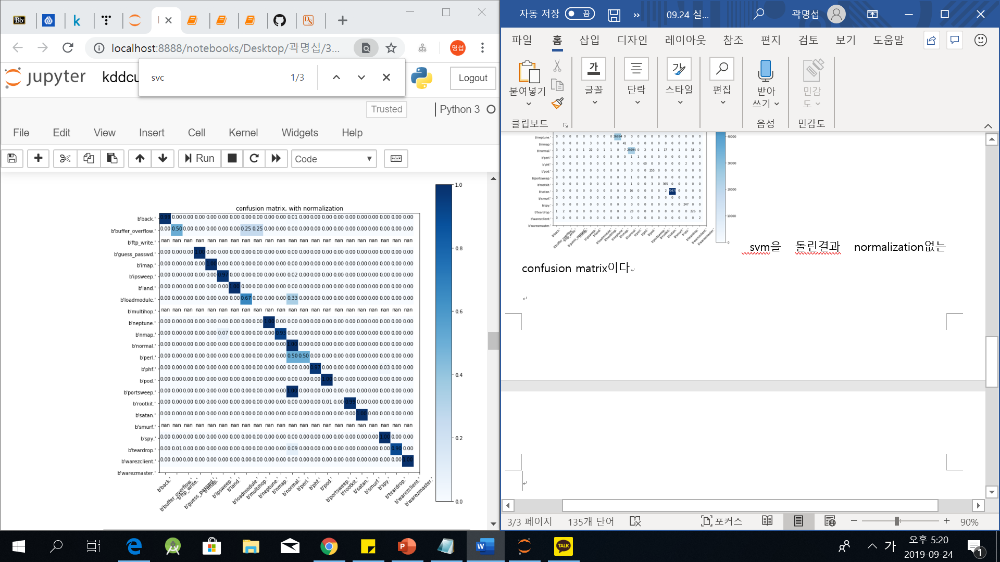 localhost:8888/notebooks/Desktop/곽명섭/3...
명섭
jupyter
kddcu
svc
1/3
Logout
Trusted
Python 3
File Edit View Insert Cell Kernel Widgets Help
Run
Code
confusion matrix, with normalization
1.0
0.8
0.6
0.4
0.2
0.0
b'back.'
b'buffer_overflow.' 0.00 0.50 0.00 0.00 0.00 0.00 0.00 0.25 0.25 0.00 0.00 0.00 0.00 0.00 0.00 0.00 0.00 0.00 0.00 0.00 0.00 0.00
b'ftp_write.' nan nan nan nan nan nan nan nan nan nan nan nan nan nan nan nan nan nan nan nan nan nan
b'guess_passwd.' 0.00 0.00 0.00 1.00 0.00 0.00 0.00 0.00 0.00 0.00 0.00 0.00 0.00 0.00 0.00 0.00 0.00 0.00 0.00 0.00 0.00 0.00
b'imap.' 0.00 0.00 0.00 0.00 1.00 0.00 0.00 0.00 0.00 0.00 0.00 0.00 0.00 0.00 0.00 0.00 0.00 0.00 0.00 0.00 0.00 0.00
b'ipsweep.' 0.00 0.00 0.00 0.00 0.00 0.97 0.00 0.00 0.00 0.00 0.00 0.02 0.00 0.00 0.00 0.00 0.00 0.00 0.00 0.00 0.00 0.00
b'land.' 0.00 0.00 0.00 0.00 0.00 0.00 1.00 0.00 0.00 0.00 0.00 0.00 0.00 0.00 0.00 0.00 0.00 0.00 0.00 0.00 0.00 0.00
b'loadmodule.' 0.00 0.00 0.00 0.00 0.00 0.00 0.00 0.67 0.00 0.00 0.00 0.33 0.00 0.00 0.00 0.00 0.00 0.00 0.00 0.00 0.00 0.00
b'multihop.' nan nan nan nan nan nan nan nan nan nan nan nan nan nan nan nan nan nan nan nan nan nan
b'neptune.' 0.00 0.00 0.00 0.00 0.00 0.00 0.00 0.00 0.00 1.00 0.00 0.00 0.00 0.00 0.00 0.00 0.00 0.00 0.00 0.00 0.00 0.00
b'nmap.' 0.00 0.00 0.00 0.00 0.00 0.07 0.00 0.00 0.00 0.00 0.93 0.00 0.00 0.00 0.00 0.00 0.00 0.00 0.00 0.00 0.00 0.00
b'normal.' 0.00 0.00 0.00 0.00 0.00 0.00 0.00 0.00 0.00 0.00 0.00 1.00 0.00 0.00 0.00 0.00 0.00 0.00 0.00 0.00 0.00 0.00
b'perl.' 0.00 0.00 0.00 0.00 0.00 0.00 0.00 0.00 0.00 0.00 0.00 0.50 0.50 0.00 0.00 0.00 0.00 0.00 0.00 0.00 0.00 0.00
b'phf.' 0.00 0.00 0.00 0.00 0.00 0.00 0.00 0.00 0.00 0.00 0.00 0.00 0.00 0.97 0.00 0.00 0.00 0.00 0.00 0.03 0.00 0.00
b'pod.' 0.00 0.00 0.00 0.00 0.00 0.00 0.00 0.00 0.00 0.00 0.00 0.00 0.00 0.00 1.00 0.00 0.00 0.00 0.00 0.00 0.00 0.00
b'portsweep.' 0.00 0.00 0.00 0.00 0.00 0.00 0.00 0.00 0.00 0.00 0.00 1.00 0.00 0.00 0.00 0.00 0.00 0.00 0.00 0.00 0.00 0.00
b'rootkit.' 0.00 0.00 0.00 0.00 0.00 0.00 0.00 0.00 0.00 0.00 0.00 0.00 0.00 0.00 0.01 0.00 0.99 0.00 0.00 0.00 0.00 0.00
b'satan.' 0.00 0.00 0.00 0.00 0.00 0.00 0.00 0.00 0.00 0.00 0.00 0.00 0.00 0.00 0.00 0.00 0.00 1.00 0.00 0.00 0.00 0.00
b'smurf.' nan nan nan nan nan nan nan nan nan nan nan nan nan nan nan nan nan nan nan nan nan nan
b'spy.' 0.00 0.00 0.00 0.00 0.00 0.00 0.00 0.00 0.00 0.00 0.00 0.00 0.00 0.00 0.00 0.00 0.00 0.00 0.00 1.00 0.00 0.00
b'teardrop.' 0.00 0.01 0.00 0.00 0.00 0.00 0.00 0.00 0.00 0.00 0.00 0.09 0.00 0.00 0.00 0.00 0.00 0.00 0.00 0.00 0.90 0.00
b'warezclient.' 0.00 0.00 0.00 0.00 0.00 0.00 0.00 0.00 0.00 0.00 0.00 0.00 0.00 0.00 0.00 0.00 0.00 0.00 0.00 0.00 0.00 1.00
b'warezmaster.'
자동 저장 끔
09.24 실...
곽명섭
파일 홈 삽입 디자인 레이아웃 참조 편지 검토 보기 도움말
붙여넣기
클립보드
글꼴
단락
스타일
편집
받아
쓰기
음성
민감
도
민감도
b'neptune.'
b'nmap.'
b'normal.'
b'perl.'
b'phf.'
b'pod.'
b'portsweep.'
b'rootkit.'
b'satan.'
b'smurf.'
b'spy.'
b'teardrop.'
b'warezclient.'
b'warezmaster.'
40000
30000
20000
10000
0
svm을 돌린결과 normalization없는
confusion matrix이다
3/3 페이지
135개 단어
포커스
90%
TALK
가
오후 5:20
2019-09-24
1